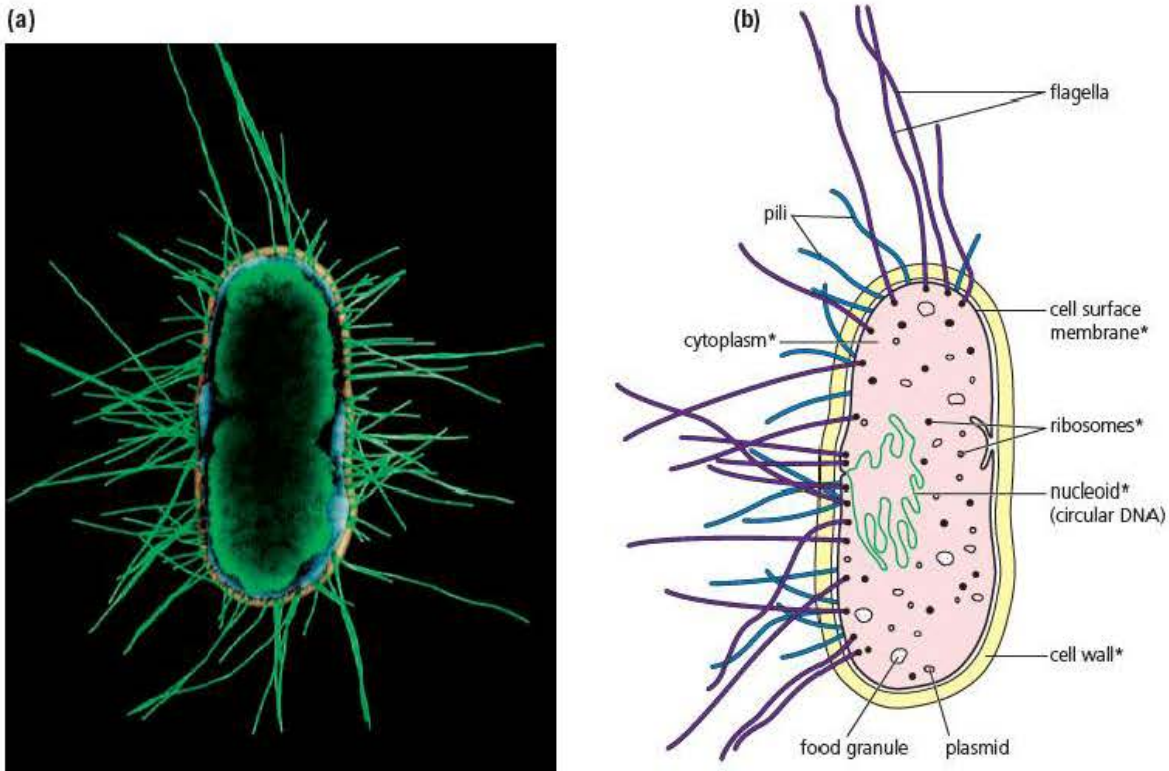 (a)
(b)
flagella
pili
cell surface
membrane*
cytoplasm*
ribosomes*
nucleoid*
(circular DNA)
cell wall*
food granule
plasmid